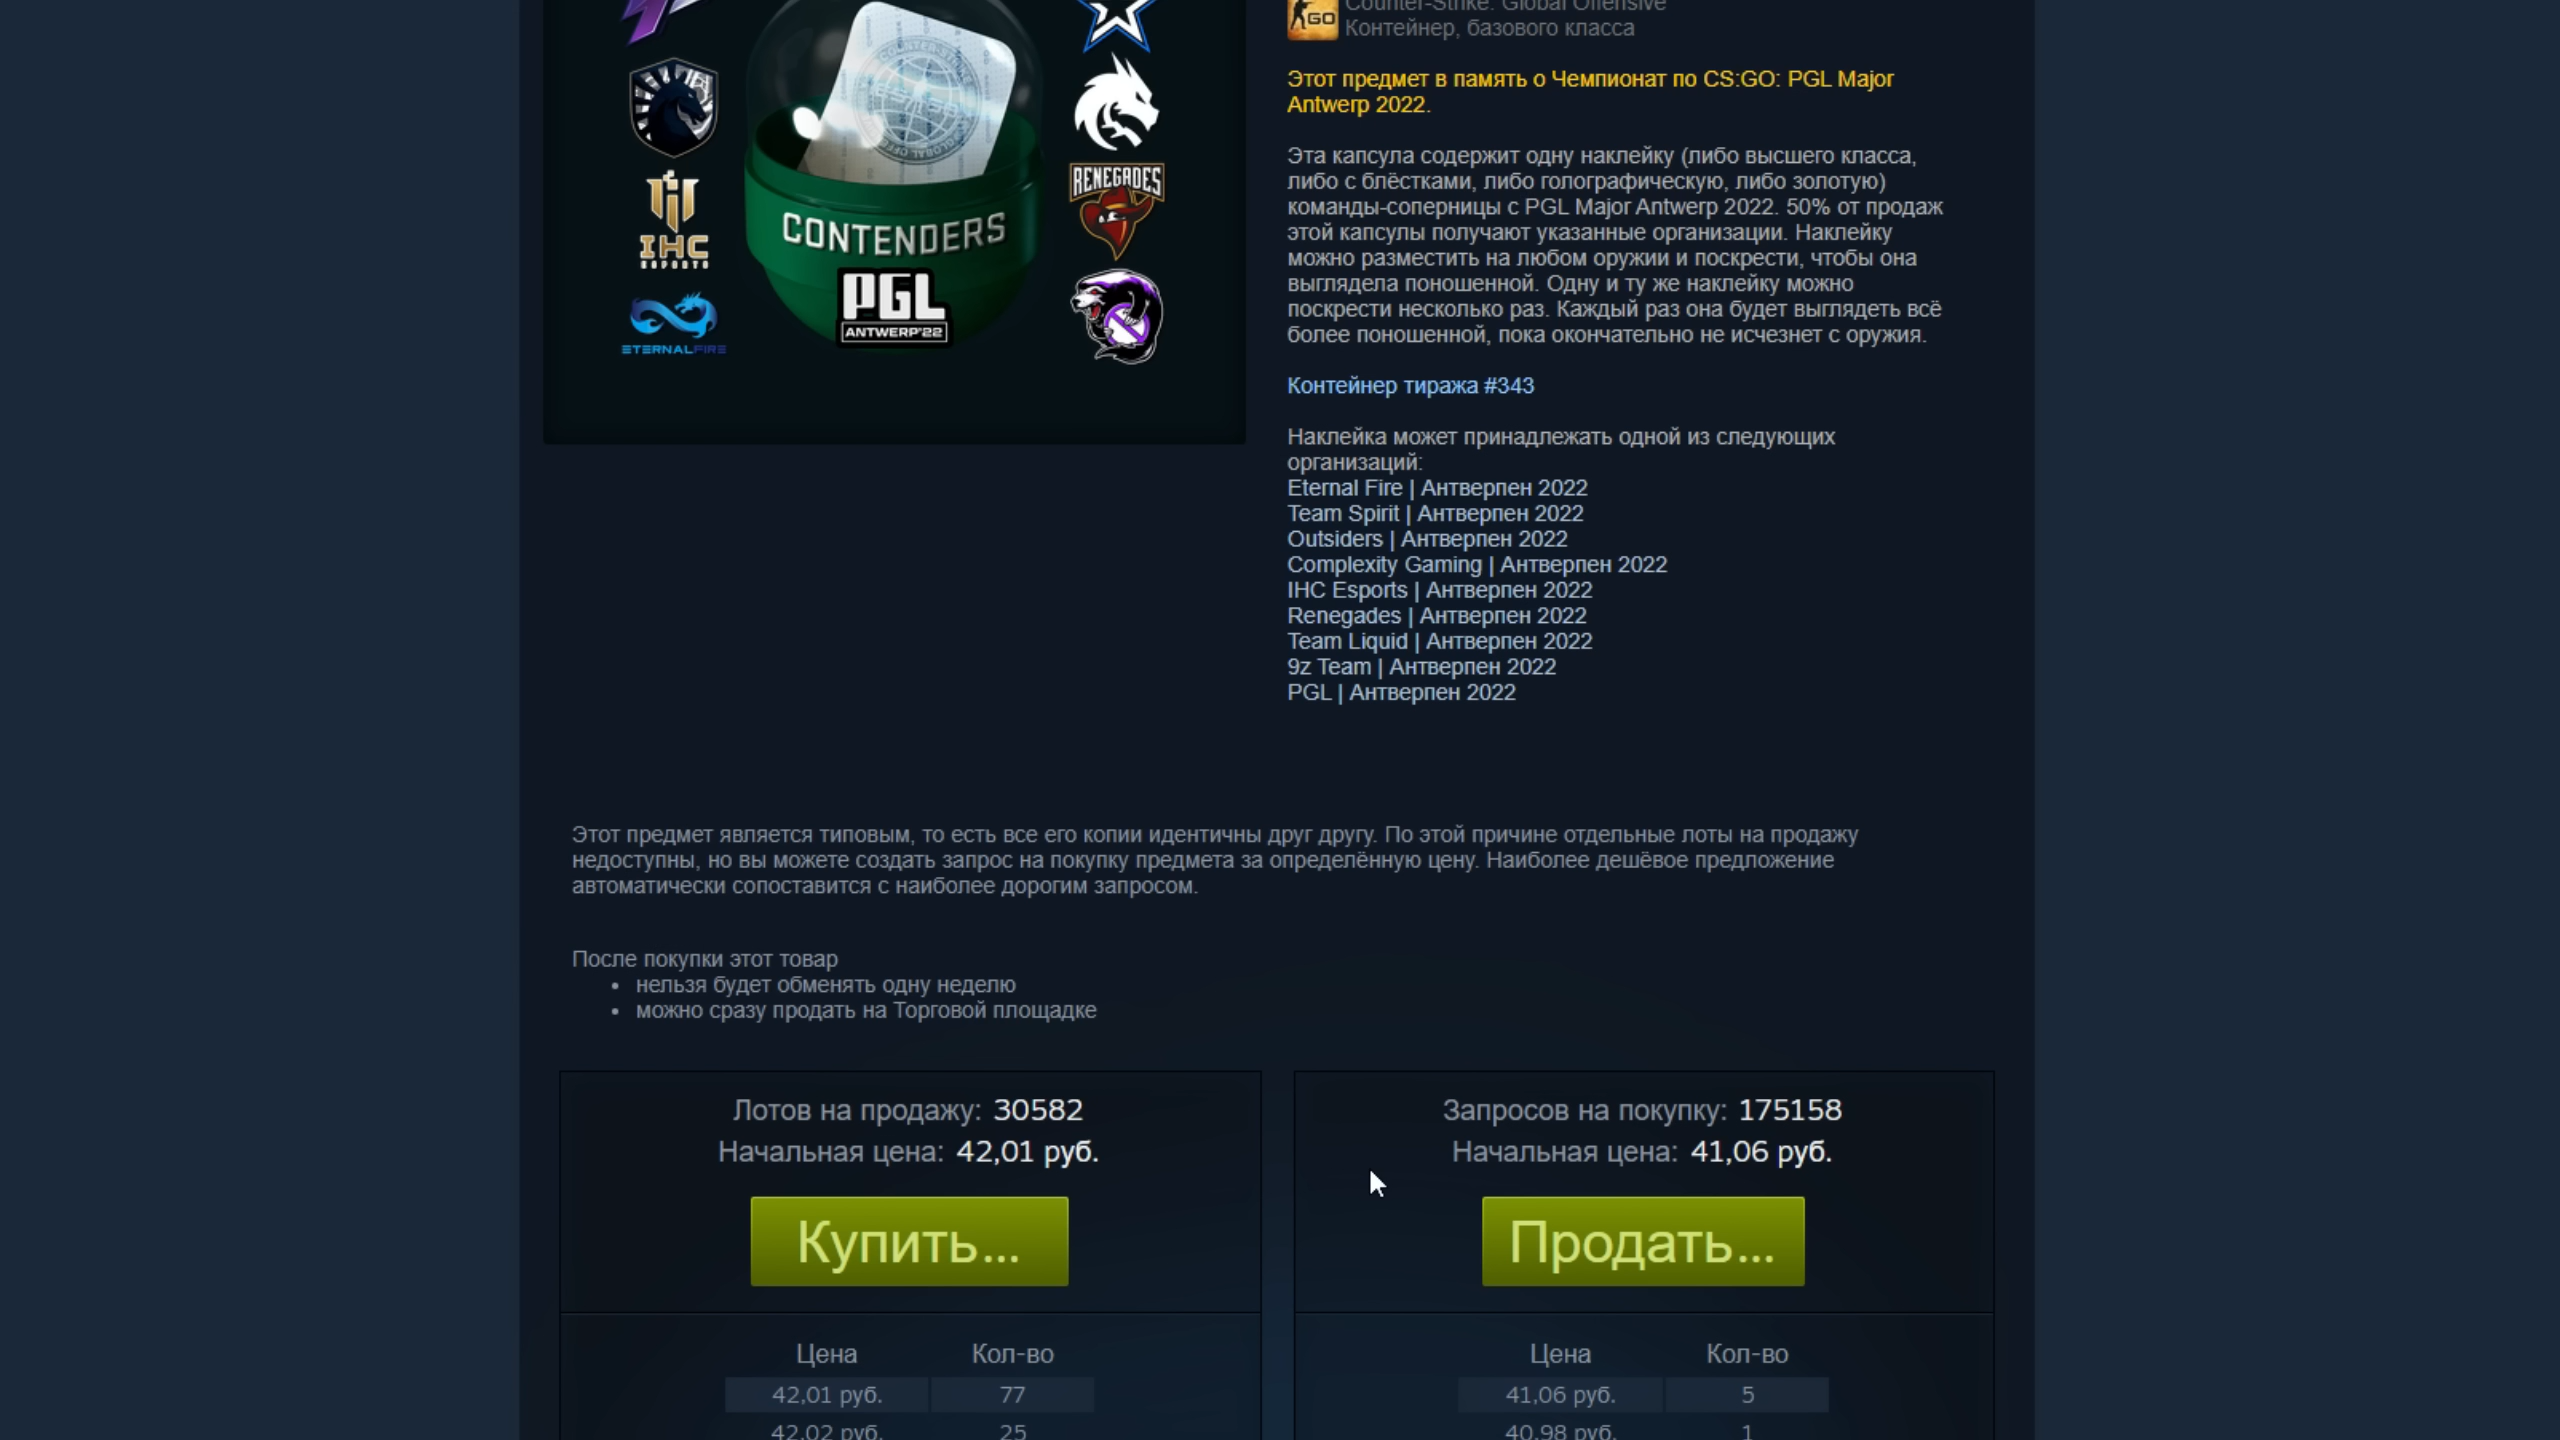 Counter-Strike: Global Offensive
GO
Контейнер, базового класса
Этот предмет в память о Чемпионат по CS:GO: PGL Major
Antwerp 2022.
Эта капсула содержит одну наклейку (либо высшего класса,
либо с блёстками, либо голографическую, либо золотую)
команды-соперницы с PGL Major Antwerp 2022. 50% от продаж
этой капсулы получают указанные организации. Наклейку
можно разместить на любом оружии и поскрести, чтобы она
выглядела поношенной. Одну и ту же наклейку можно
поскрести несколько раз. Каждый раз она будет выглядеть всё
более поношенной, пока окончательно не исчезнет с оружия.
RENEGADES
CONTENDERS
IHC
ESPORTS
PGL
ANTWERP'22
ETERNALFIRE
Контейнер тиража #343
Наклейка может принадлежать одной из следующих
организаций:
Eternal Fire | Антверпен 2022
Team Spirit | Антверпен 2022
Outsiders | Антверпен 2022
Complexity Gaming | Антверпен 2022
IHC Esports | Антверпен 2022
Renegades | Антверпен 2022
Team Liquid | Антверпен 2022
9z Team | Антверпен 2022
PGL | Антверпен 2022
Этот предмет является типовым, то есть все его копии идентичны друг другу. По этой причине отдельные лоты на продажу
недоступны, но вы можете создать запрос на покупку предмета за определённую цену. Наиболее дешёвое предложение
автоматически сопоставится с наиболее дорогим запросом.
После покупки этот товар
• нельзя будет обменять одну неделю
• можно сразу продать на Торговой площадке
Лотов на продажу: 30582
Начальная цена: 42,01 руб.
Купить...
Цена Кол-во
42,01 руб. 77
42,02 руб. 25
Запросов на покупку: 175158
Начальная цена: 41,06 руб.
Продать...
Цена Кол-во
41,06 руб. 5
40,98 руб. 1